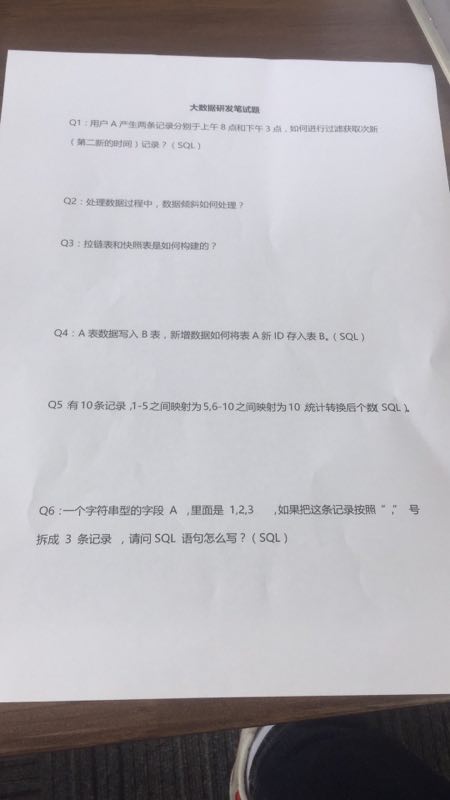 大数据研发笔试题
Q1：用户 A 产生两条记录分别于上午 8 点和下午 3 点，如何进行过滤获取次新
（第二新的时间）记录？（SQL）
Q2：处理数据过程中，数据倾斜如何处理？
Q3：拉链表和快照表是如何构建的？
Q4：A 表数据写入 B 表，新增数据如何将表 A 新 ID 存入表 B。（SQL）
Q5：有 10 条记录，1-5 之间映射为 5,6-10 之间映射为 10 统计转换后个数（SQL）。
Q6：一个字符串型的字段 A ，里面是 1,2,3 ，如果把这条记录按照 “，” 号
拆成 3 条记录 ，请问 SQL 语句怎么写？（SQL）